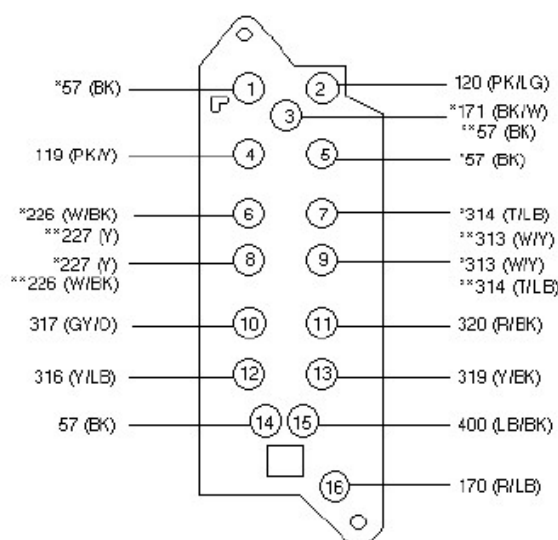 *57 (BK)
1
2
120 (PK/LG)
3
*171 (BK/W)
**57 (BK)
119 (PK/Y)
4
5
*57 (BK)
*226 (W/BK)
**227 (Y)
6
7
*314 (T/LB)
**313 (W/Y)
*227 (Y)
**226 (W/BK)
8
9
*313 (W/Y)
**314 (T/LB)
317 (GY/O)
10
11
320 (R/BK)
316 (Y/LB)
12
13
319 (Y/BK)
57 (BK)
14
15
400 (LB/BK)
16
170 (R/LB)